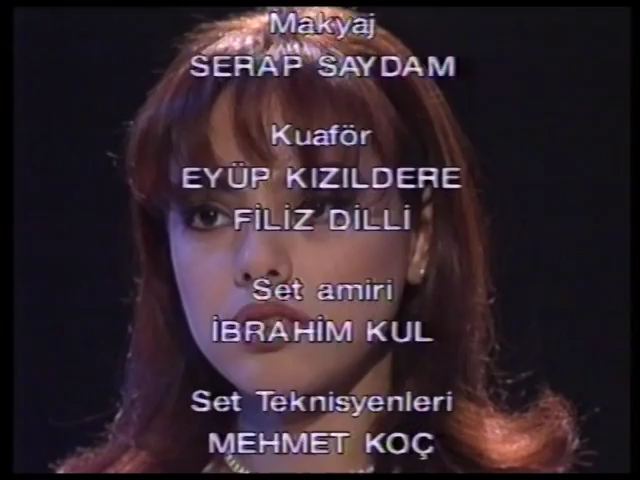 Makyaj
SERAP SAYDAM
Kuaför
EYÜP KIZILDERE
FİLİZ DİLLİ
Set amiri
İBRAHİM KUL
Set Teknisyenleri
MEHMET KOÇ